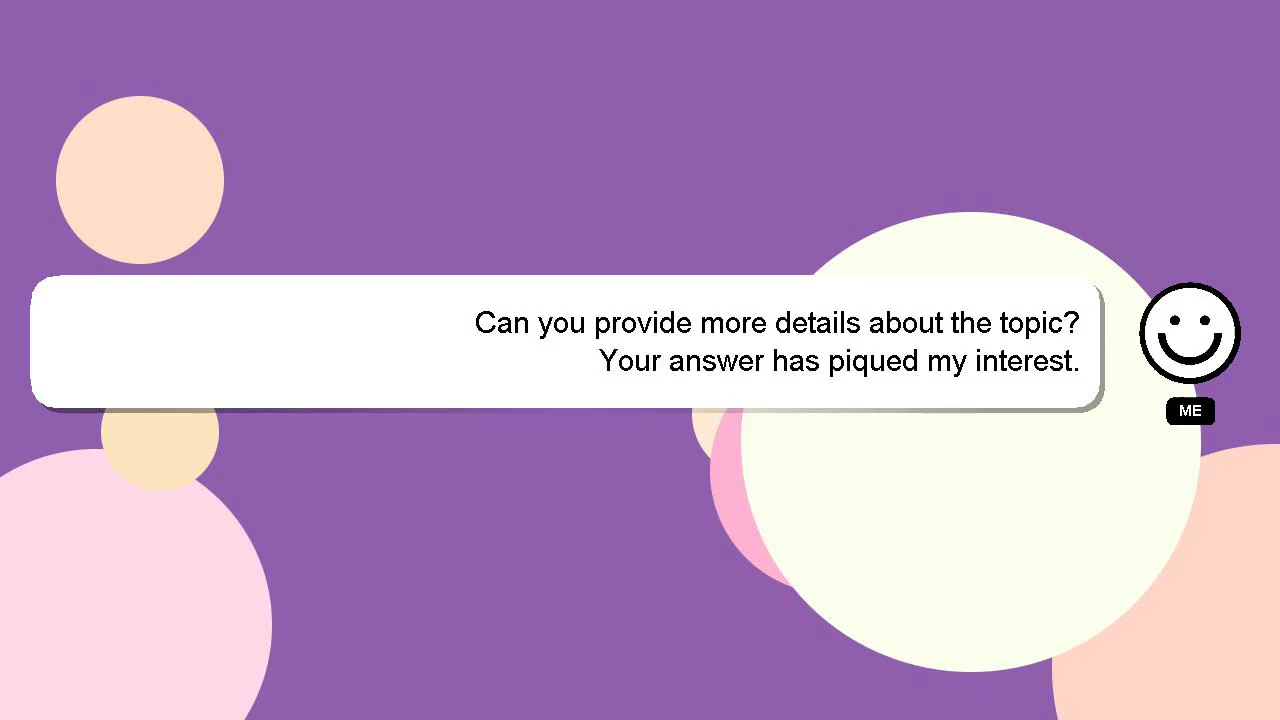 Can you provide more details about the topic?
Your answer has piqued my interest.
ME